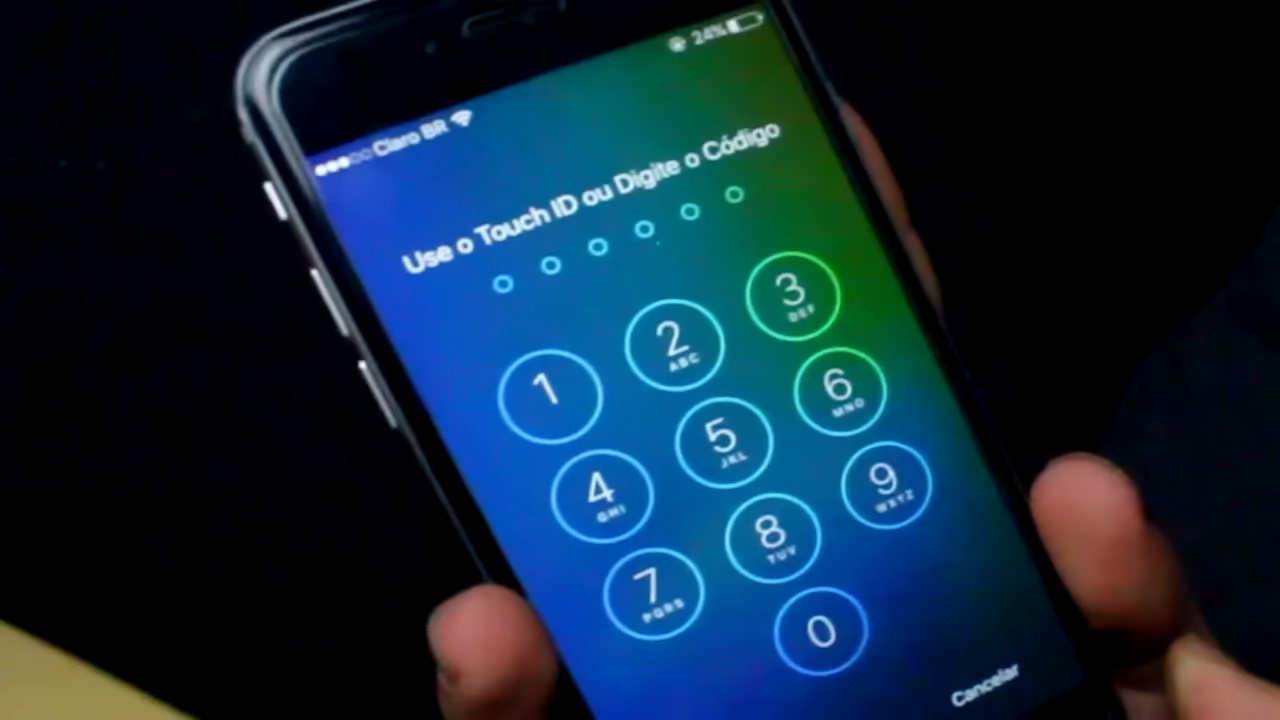 Claro BR 24%
Use o Touch ID ou Digite o Código
1 2 ABC 3 DEF
4 GHI 5 JKL 6 MNO
7 PQRS 8 TUV 9 WXYZ
0
Cancelar